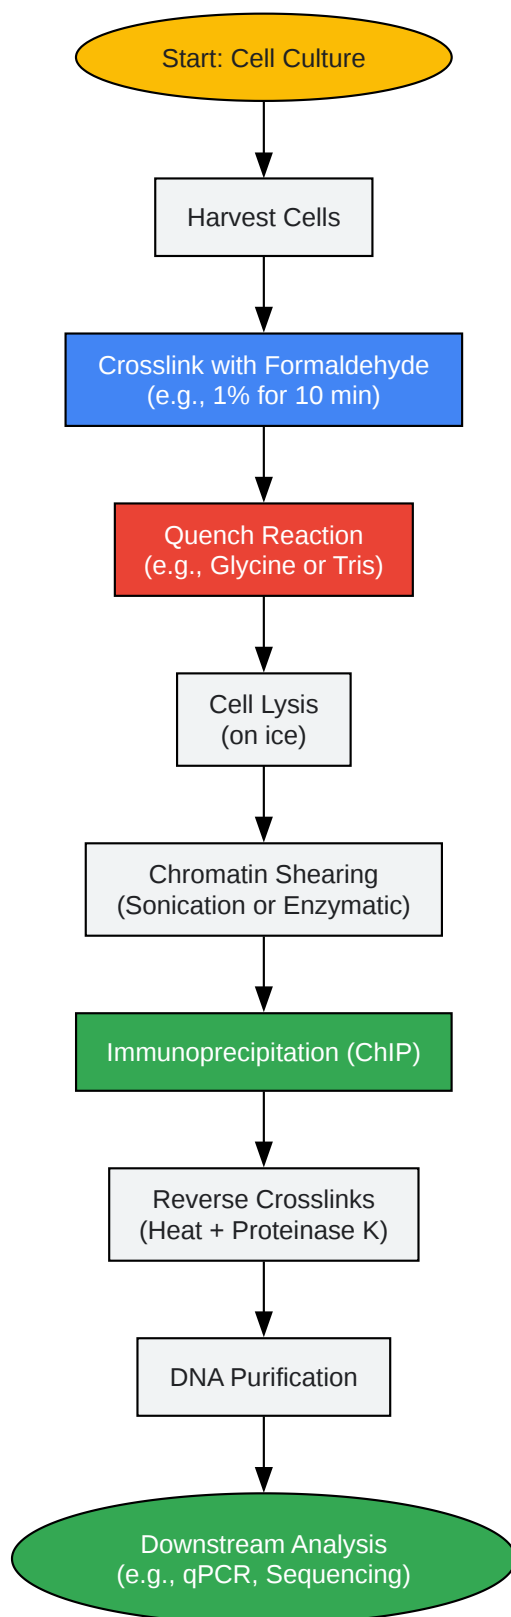 Start: Cell Culture
Harvest Cells
Crosslink with Formaldehyde
(e.g., 1% for 10 min)
Quench Reaction
(e.g., Glycine or Tris)
Cell Lysis
(on ice)
Chromatin Shearing
(Sonication or Enzymatic)
Immunoprecipitation (ChIP)
Reverse Crosslinks
(Heat + Proteinase K)
DNA Purification
Downstream Analysis
(e.g., qPCR, Sequencing)